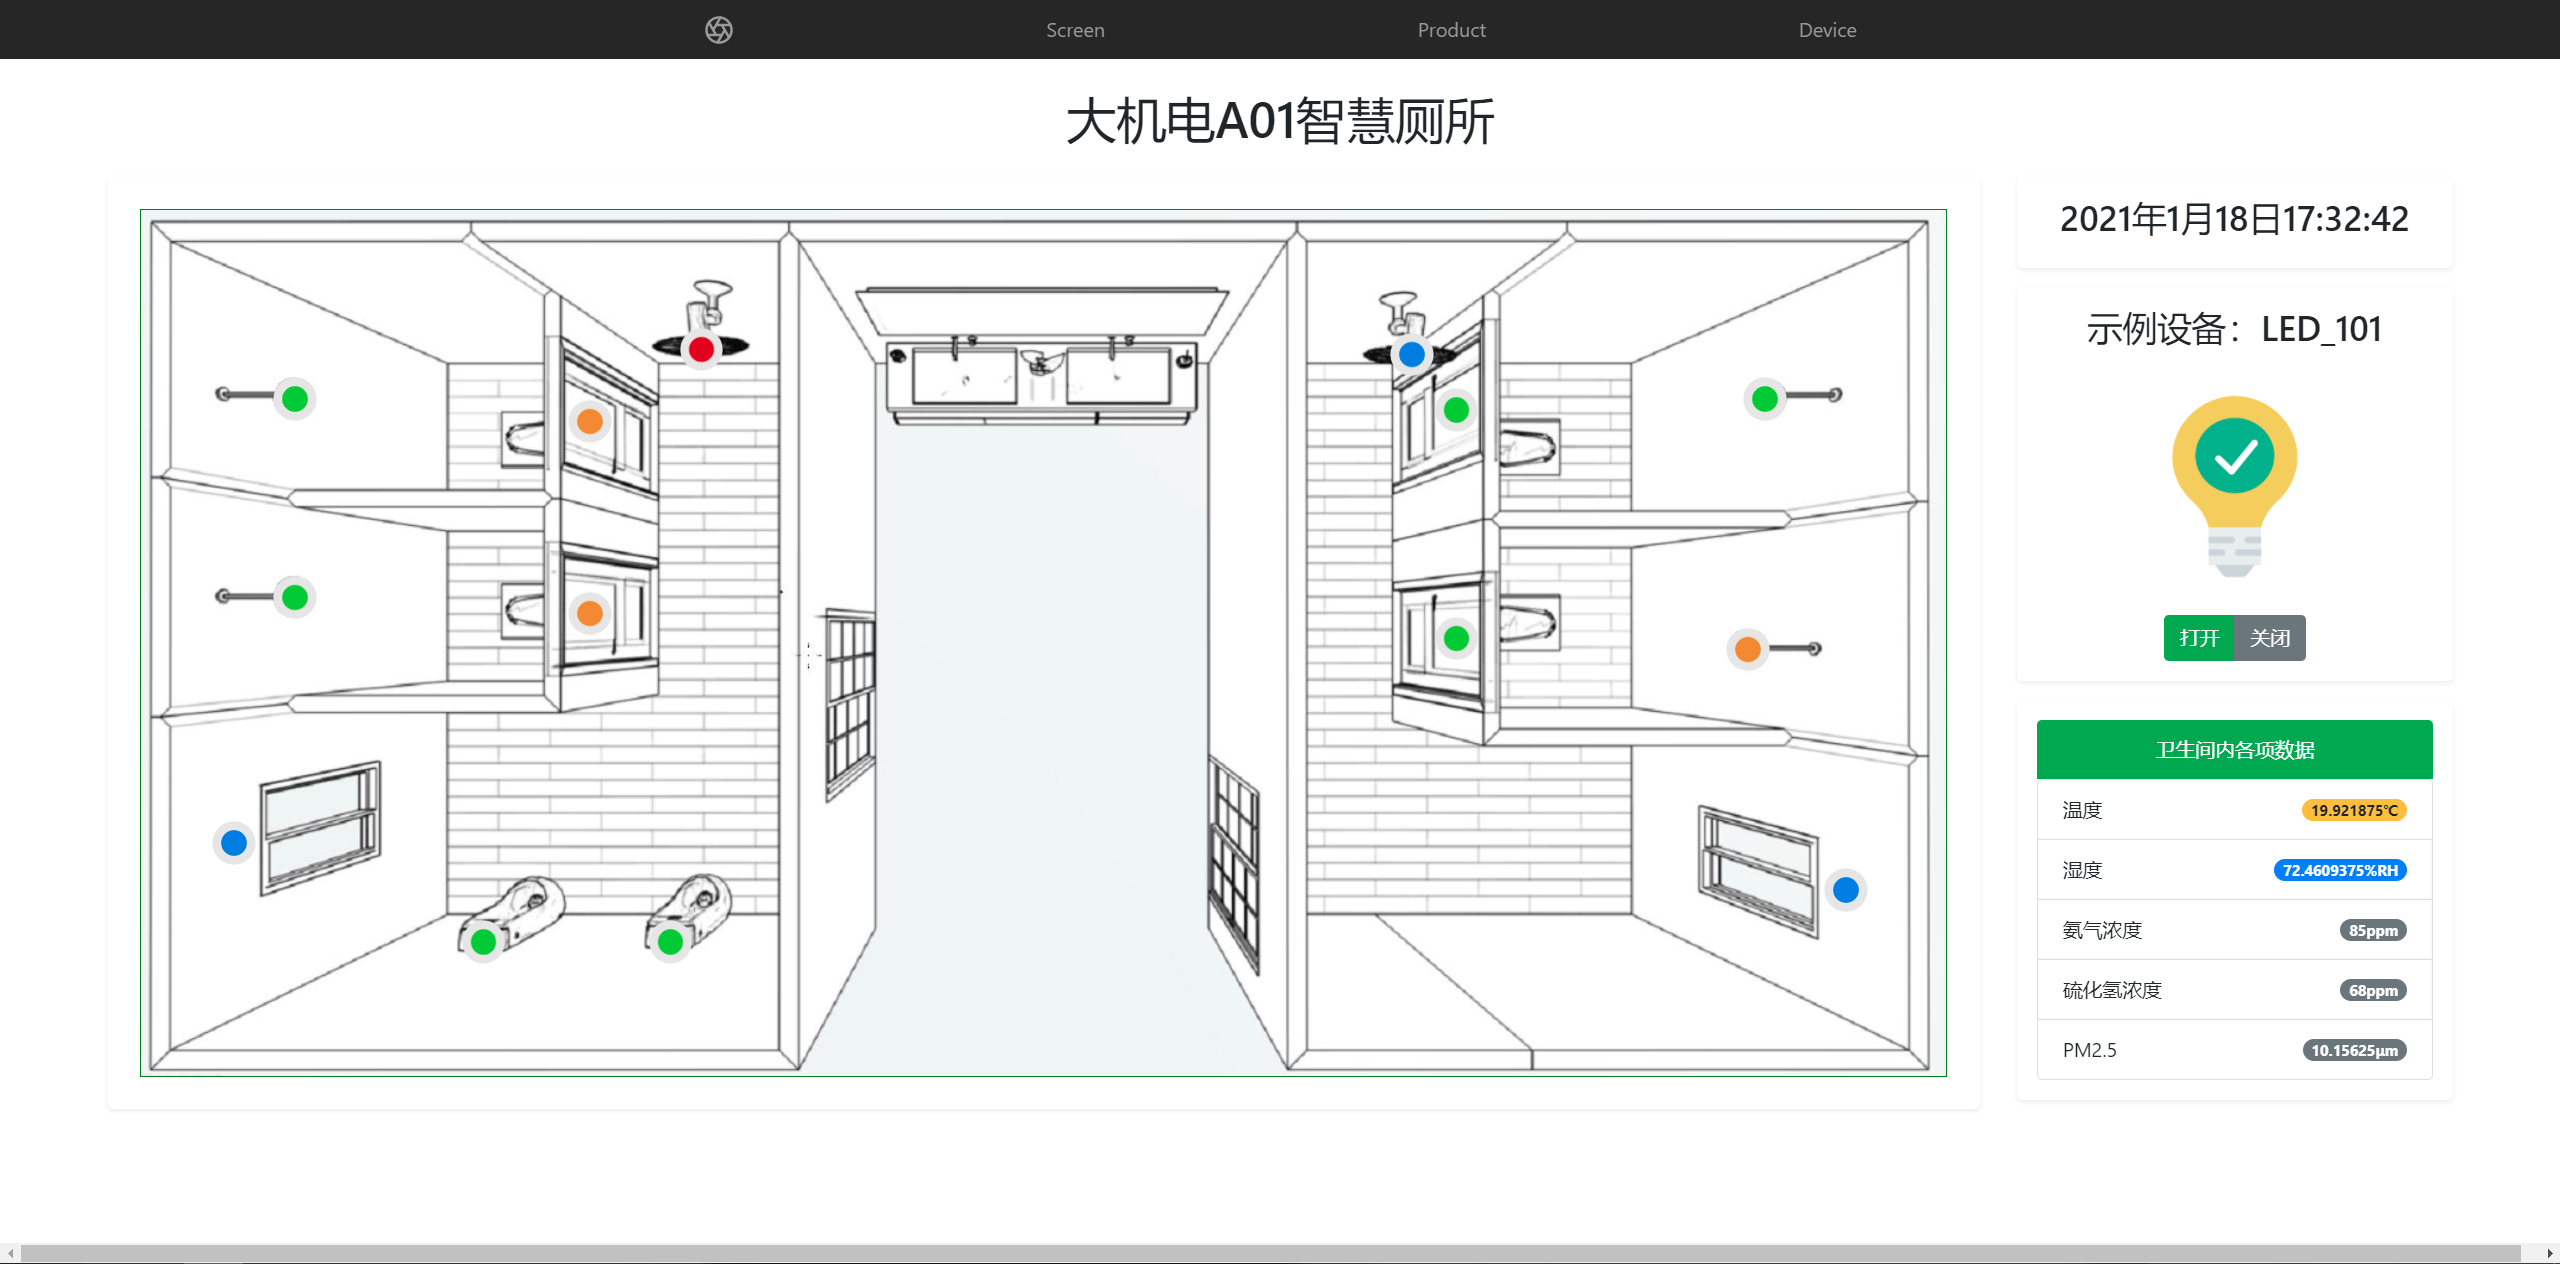 Screen
Product
Device
大机电A01智慧厕所
2021年1月18日17:32:42
示例设备：LED_101
打开
关闭
卫生间内各项数据
温度 19.921875℃
湿度 72.4609375%RH
氨气浓度 85ppm
硫化氢浓度 68ppm
PM2.5 10.15625μm